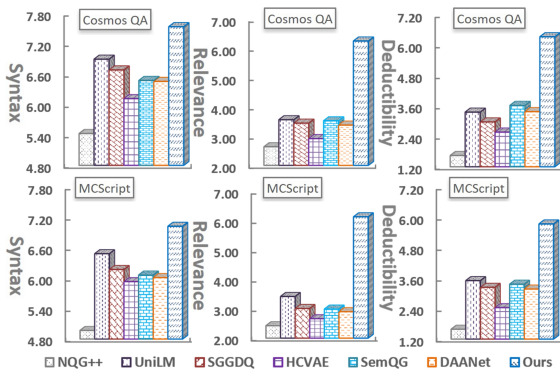 Cosmos QA
Syntax
7.80
7.20
6.60
6.00
5.40
4.80
Cosmos QA
Relevance
7.00
6.00
5.00
4.00
3.00
2.00
Cosmos QA
Deductibility
7.20
6.00
4.80
3.60
2.40
1.20
MCScript
Syntax
7.80
7.20
6.60
6.00
5.40
4.80
MCScript
Relevance
7.00
6.00
5.00
4.00
3.00
2.00
MCScript
Deductibility
7.20
6.00
4.80
3.60
2.40
1.20
NQG++ UniLM SGGDQ HCVAE SemQG DAANet Ours